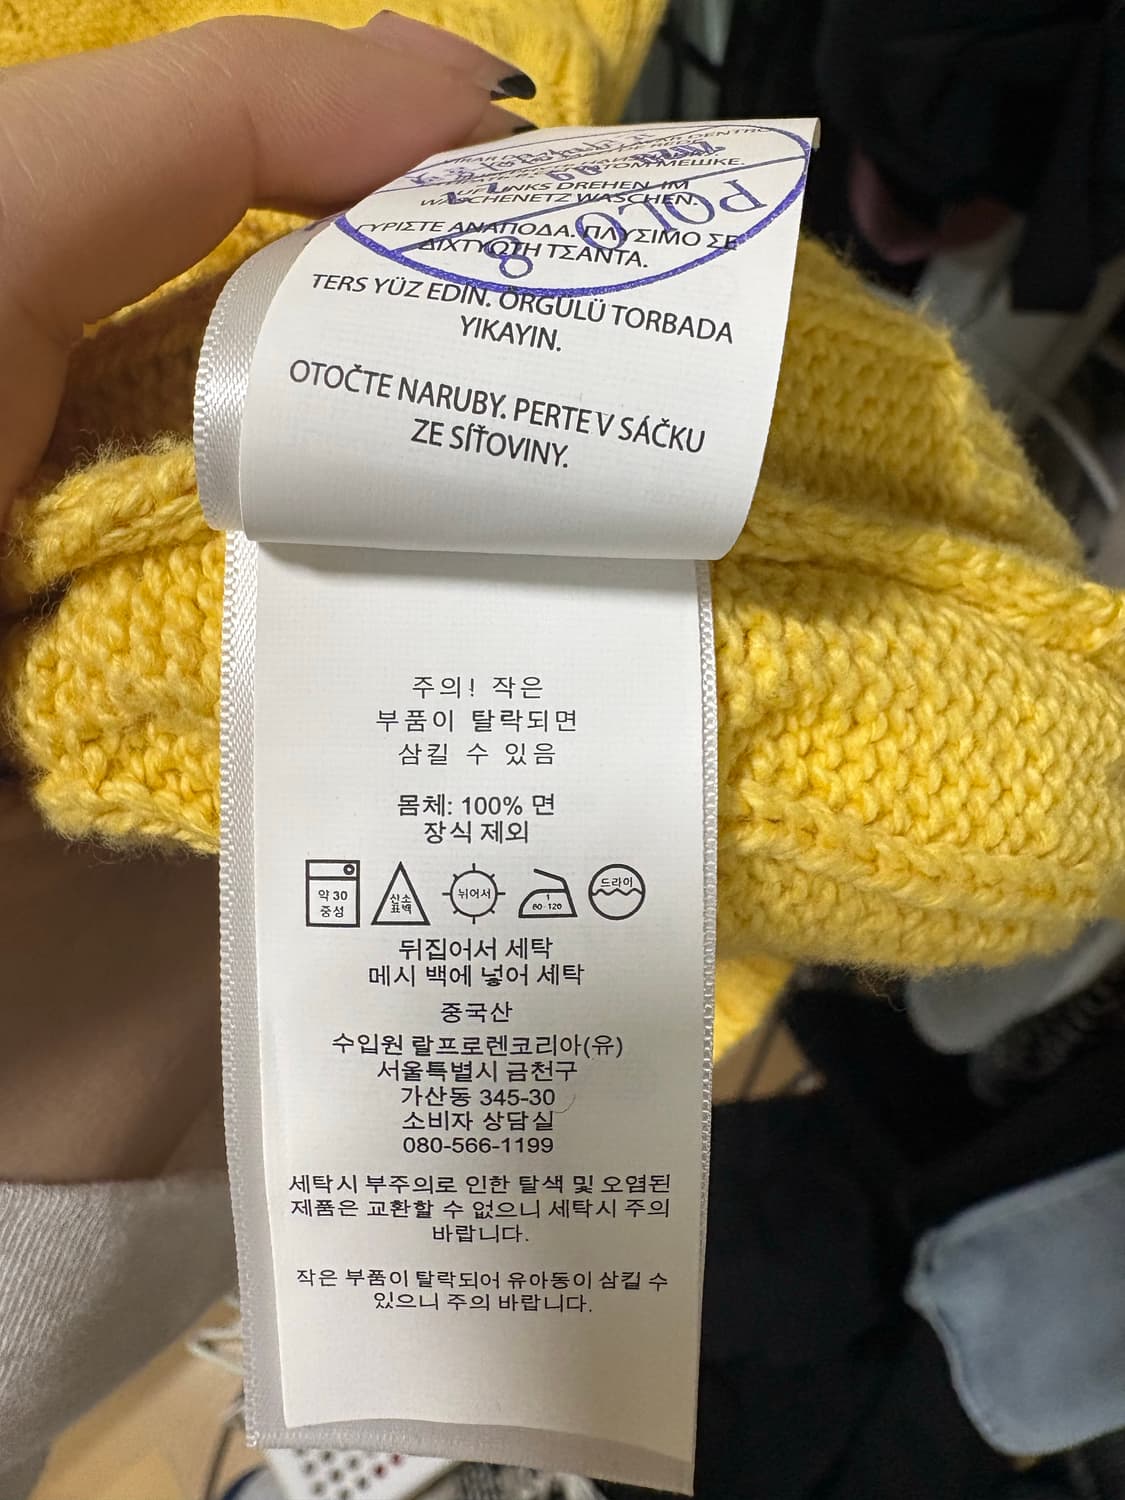 POLO
8
AUF LINKS DREHEN. IM
WASCHENETZ WASCHEN.
ΓΥΡΙΣΤΕ ΑΝΑΠΟΔΑ. ΠΛΥΣΙΜΟ ΣΕ
ΔΙΧΤΥΩΤΗ ΤΣΑΝΤΑ.
TERS YÜZ EDİN. ÖRGÜLÜ TORBADA
YIKAYIN.
OTOČTE NARUBY. PERTE V SÁČKU
ZE SÍŤOVINY.
주의! 작은
부품이 탈락되면
삼킬 수 있음
몸체: 100% 면
장식 제외
약 30
중성
산소
표백
뉘어서
1
80-120
드라이
뒤집어서 세탁
메시 백에 넣어 세탁
중국산
수입원 랄프로렌코리아(유)
서울특별시 금천구
가산동 345-30
소비자 상담실
080-566-1199
세탁시 부주의로 인한 탈색 및 오염된
제품은 교환할 수 없으니 세탁시 주의
바랍니다.
작은 부품이 탈락되어 유아동이 삼킬 수
있으니 주의 바랍니다.